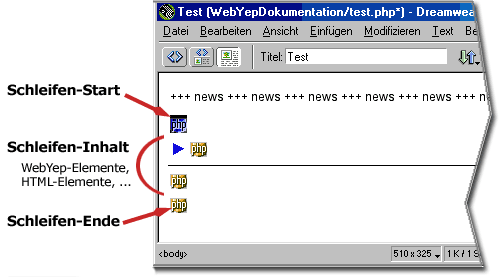 Test (WebYepDokumentation/test.php*) - Dreamwea
Datei Bearbeiten Ansicht Einfügen Modifizieren Text Be
Titel: Test
+++ news +++ news +++ news +++ news +++ news +++ n
Schleifen-Start
php
Schleifen-Inhalt
php
WebYep-Elemente,
HTML-Elemente, ...
php
Schleifen-Ende
php
<body>
510 x 325
1 K / 1 S